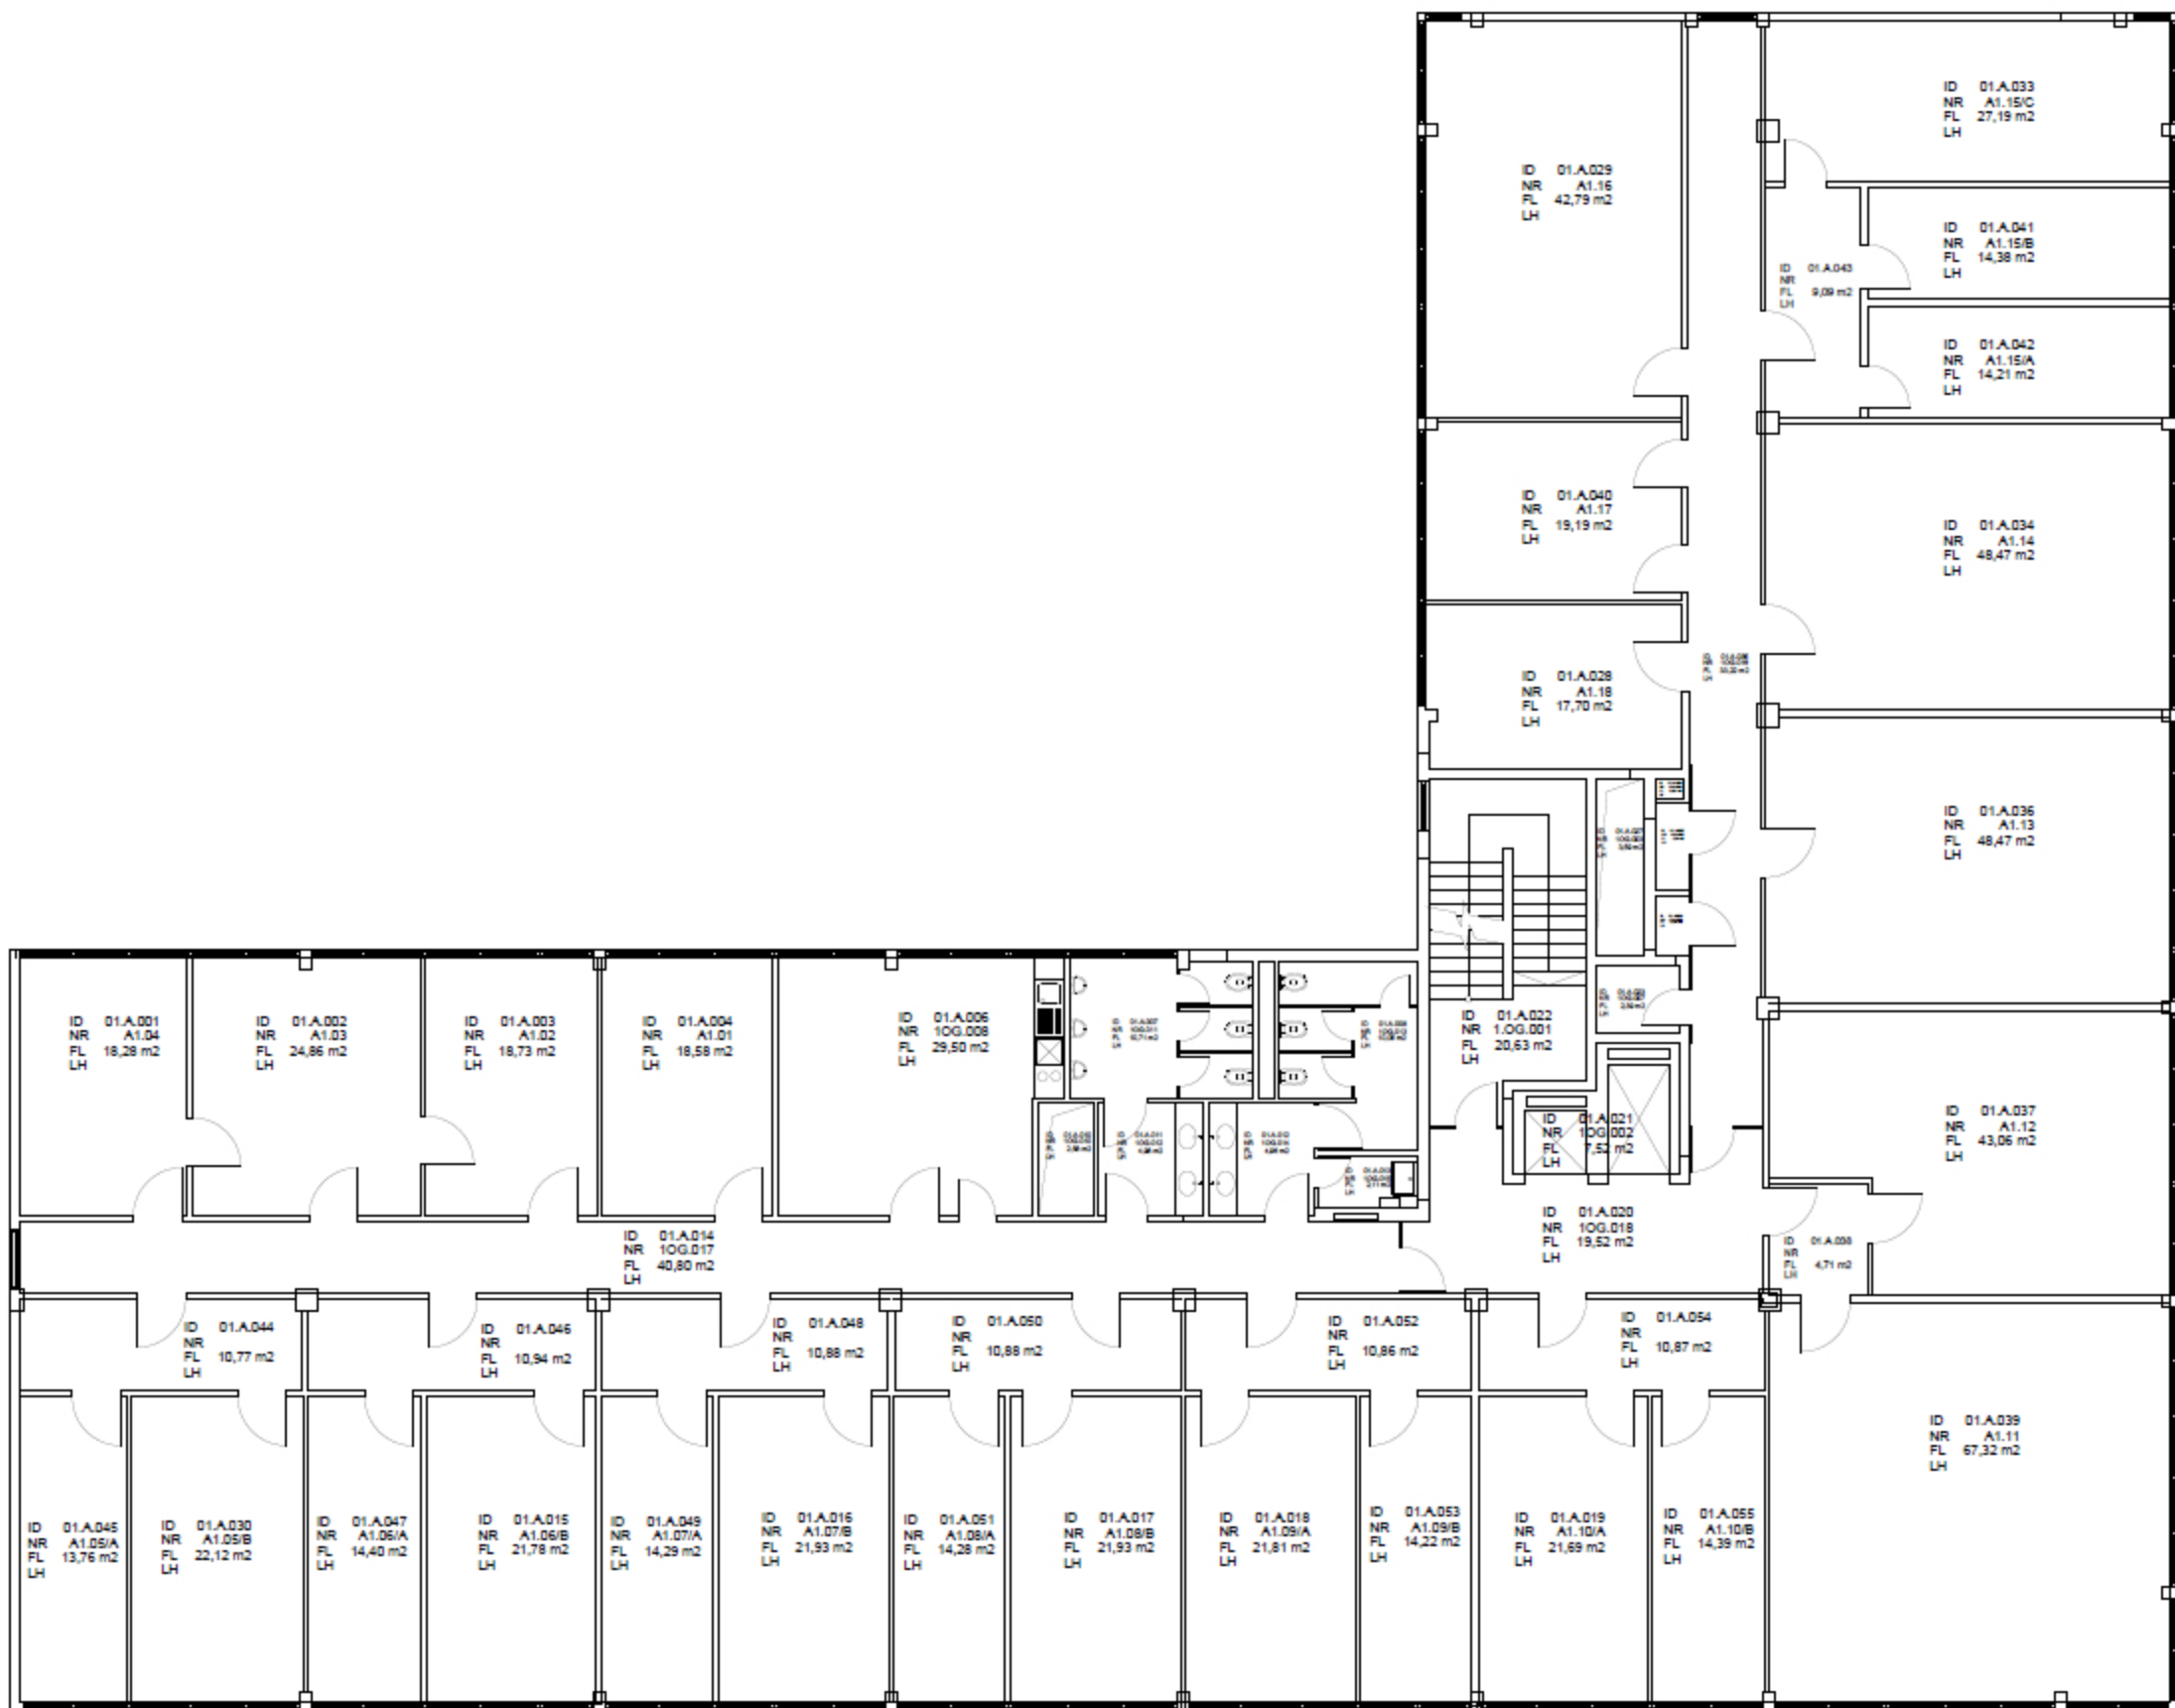 ID 01.A.033
NR A1.15/C
FL 27,19 m2
LH
ID 01.A.029
NR A1.16
FL 42,79 m2
LH
ID 01.A.041
NR A1.15/B
FL 14,38 m2
LH
ID 01.A.043
NR
FL 9,09 m2
LH
ID 01.A.042
NR A1.15/A
FL 14,21 m2
LH
ID 01.A.040
NR A1.17
FL 19,19 m2
LH
ID 01.A.034
NR A1.14
FL 48,47 m2
LH
ID 01.A.028
NR A1.18
FL 17,70 m2
LH
ID 01.A.036
NR A1.13
FL 48,47 m2
LH
ID 01.A.001
NR A1.04
FL 18,28 m2
LH
ID 01.A.002
NR A1.03
FL 24,86 m2
LH
ID 01.A.003
NR A1.02
FL 18,73 m2
LH
ID 01.A.004
NR A1.01
FL 18,58 m2
LH
ID 01.A.006
NR 1OG.008
FL 29,50 m2
LH
ID 01.A.022
NR 1.OG.001
FL 20,63 m2
LH
ID 01.A.021
NR 1OG.002
FL 7,52 m2
LH
ID 01.A.037
NR A1.12
FL 43,06 m2
LH
ID 01.A.014
NR 1OG.017
FL 40,80 m2
LH
ID 01.A.020
NR 1OG.018
FL 19,52 m2
LH
ID
NR
FL 4,71 m2
LH
ID 01.A.044
NR
FL 10,77 m2
LH
ID 01.A.046
NR
FL 10,94 m2
LH
ID 01.A.048
NR
FL 10,88 m2
LH
ID 01.A.050
NR
FL 10,88 m2
LH
ID 01.A.052
NR
FL 10,86 m2
LH
ID 01.A.054
NR
FL 10,87 m2
LH
ID 01.A.039
NR A1.11
FL 67,32 m2
LH
ID 01.A.045
NR A1.05/A
FL 13,76 m2
LH
ID 01.A.030
NR A1.05/B
FL 22,12 m2
LH
ID 01.A.047
NR A1.06/A
FL 14,40 m2
LH
ID 01.A.015
NR A1.06/B
FL 21,78 m2
LH
ID 01.A.049
NR A1.07/A
FL 14,29 m2
LH
ID 01.A.016
NR A1.07/B
FL 21,93 m2
LH
ID 01.A.051
NR A1.08/A
FL 14,28 m2
LH
ID 01.A.017
NR A1.08/B
FL 21,93 m2
LH
ID 01.A.018
NR A1.09/A
FL 21,81 m2
LH
ID 01.A.053
NR A1.09/B
FL 14,22 m2
LH
ID 01.A.019
NR A1.10/A
FL 21,69 m2
LH
ID 01.A.055
NR A1.10/B
FL 14,39 m2
LH